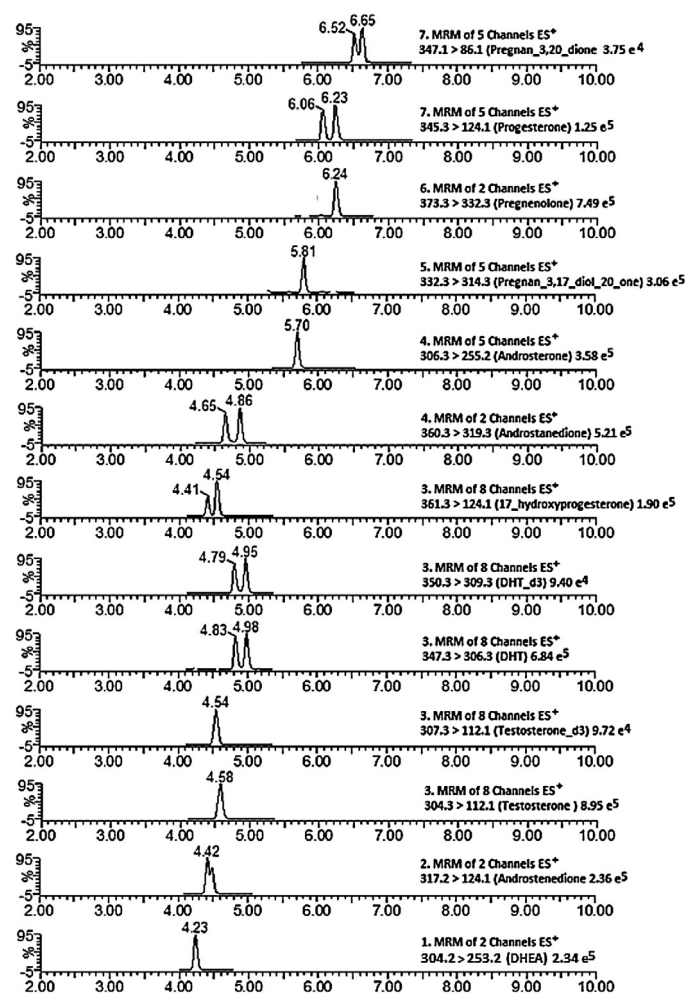 95
%
-5
6.52 6.65
7. MRM of 5 Channels ES+
347.1 > 86.1 (Pregnan_3,20_dione 3.75 e4
2.00 3.00 4.00 5.00 6.00 7.00 8.00 9.00 10.00
95
%
-5
6.06 6.23
7. MRM of 5 Channels ES+
345.3 > 124.1 (Progesterone) 1.25 e5
2.00 3.00 4.00 5.00 6.00 7.00 8.00 9.00 10.00
95
%
-5
6.24
6. MRM of 2 Channels ES+
373.3 > 332.3 (Pregnenolone) 7.49 e5
2.00 3.00 4.00 5.00 6.00 7.00 8.00 9.00 10.00
95
%
-5
5.81
5. MRM of 5 Channels ES+
332.3 > 314.3 (Pregnan_3,17_diol_20_one) 3.06 e5
2.00 3.00 4.00 5.00 6.00 7.00 8.00 9.00 10.00
95
%
-5
5.70
4. MRM of 5 Channels ES+
306.3 > 255.2 (Androsterone) 3.58 e5
2.00 3.00 4.00 5.00 6.00 7.00 8.00 9.00 10.00
95
%
-5
4.65 4.86
4. MRM of 2 Channels ES+
360.3 > 319.3 (Androstanedione) 5.21 e5
2.00 3.00 4.00 5.00 6.00 7.00 8.00 9.00 10.00
95
%
-5
4.41 4.54
3. MRM of 8 Channels ES+
361.3 > 124.1 (17_hydroxyprogesterone) 1.90 e5
2.00 3.00 4.00 5.00 6.00 7.00 8.00 9.00 10.00
95
%
-5
4.79 4.95
3. MRM of 8 Channels ES+
350.3 > 309.3 (DHT_d3) 9.40 e4
2.00 3.00 4.00 5.00 6.00 7.00 8.00 9.00 10.00
95
%
-5
4.83 4.98
3. MRM of 8 Channels ES+
347.3 > 306.3 (DHT) 6.84 e5
2.00 3.00 4.00 5.00 6.00 7.00 8.00 9.00 10.00
95
%
-5
4.54
3. MRM of 8 Channels ES+
307.3 > 112.1 (Testosterone_d3) 9.72 e4
2.00 3.00 4.00 5.00 6.00 7.00 8.00 9.00 10.00
95
%
-5
4.58
3. MRM of 8 Channels ES+
304.3 > 112.1 (Testosterone ) 8.95 e5
2.00 3.00 4.00 5.00 6.00 7.00 8.00 9.00 10.00
95
%
-5
4.42
2. MRM of 2 Channels ES+
317.2 > 124.1 (Androstenedione 2.36 e5
2.00 3.00 4.00 5.00 6.00 7.00 8.00 9.00 10.00
95
%
-5
4.23
1. MRM of 2 Channels ES+
304.2 > 253.2 (DHEA) 2.34 e5
2.00 3.00 4.00 5.00 6.00 7.00 8.00 9.00 10.00